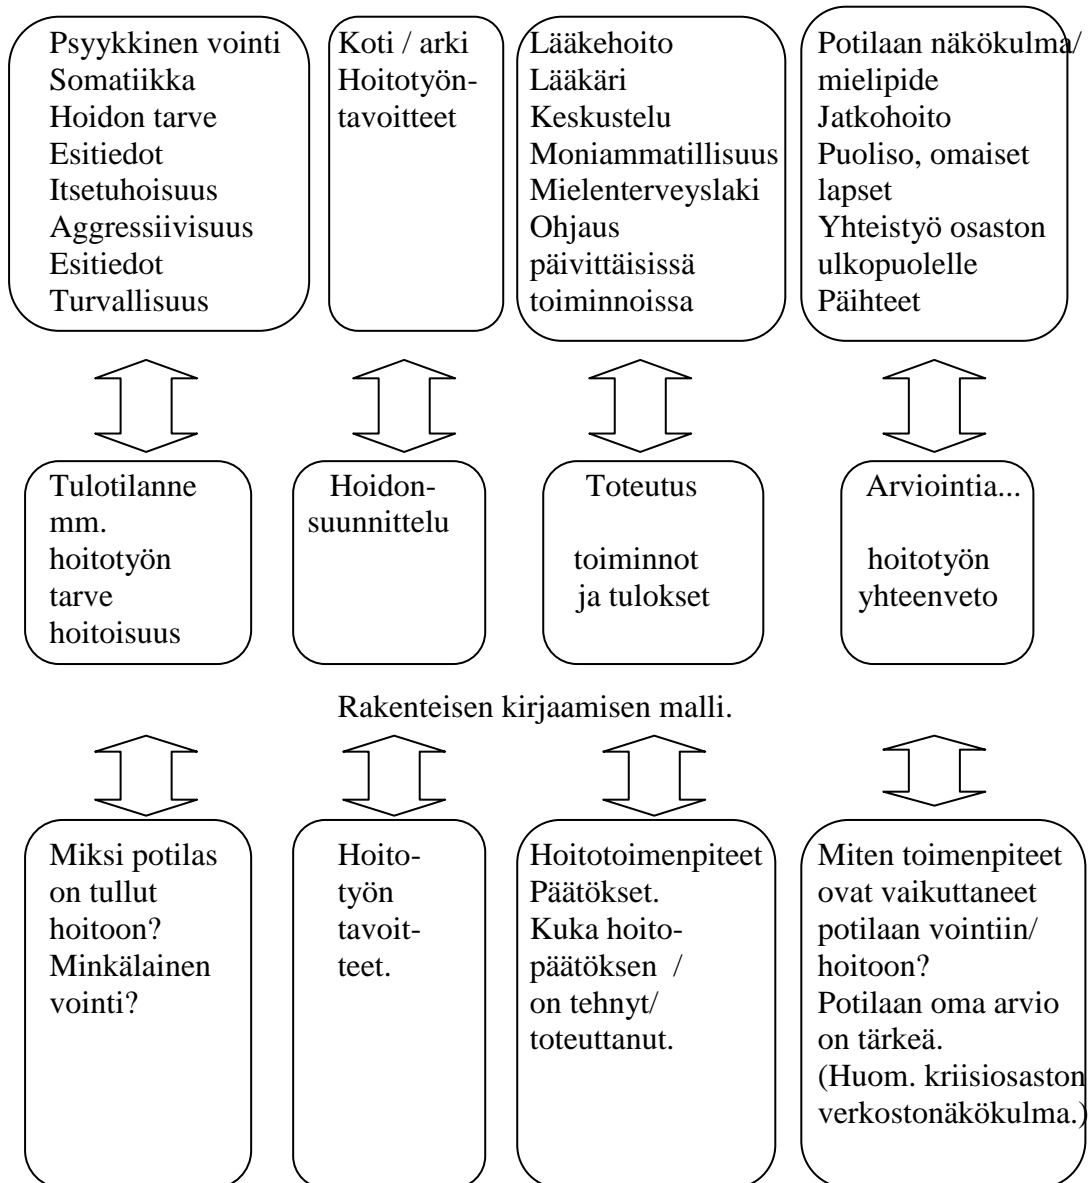 Psyykkinen vointi
Somatiikka
Hoidon tarve
Esitiedot
Itsetuhoisuus
Aggressiivisuus
Esitiedot
Turvallisuus
Koti / arki
Hoitotyön-
tavoitteet
Lääkehoito
Lääkäri
Keskustelu
Moniammatillisuus
Mielenterveyslaki
Ohjaus
päivittäisissä
toiminnoissa
Potilaan näkökulma/
mielipide
Jatkohoito
Puoliso, omaiset
lapset
Yhteistyö osaston
ulkopuolelle
Päihteet
Tulotilanne
mm.
hoitotyön
tarve
hoitoisuus
Hoidon-
suunnittelu
Toteutus
toiminnot
ja tulokset
Arviointia...
hoitotyön
yhteenveto
Rakenteisen kirjaamisen malli.
Miksi potilas
on tullut
hoitoon?
Minkälainen
vointi?
Hoito-
työn
tavoit-
teet.
Hoitotoimenpiteet
Päätökset.
Kuka hoito-
päätöksen /
on tehnyt/
toteuttanut.
Miten toimenpiteet
ovat vaikuttaneet
potilaan vointiin/
hoitoon?
Potilaan oma arvio
on tärkeä.
(Huom. kriisiosaston
verkostonäkökulma.)